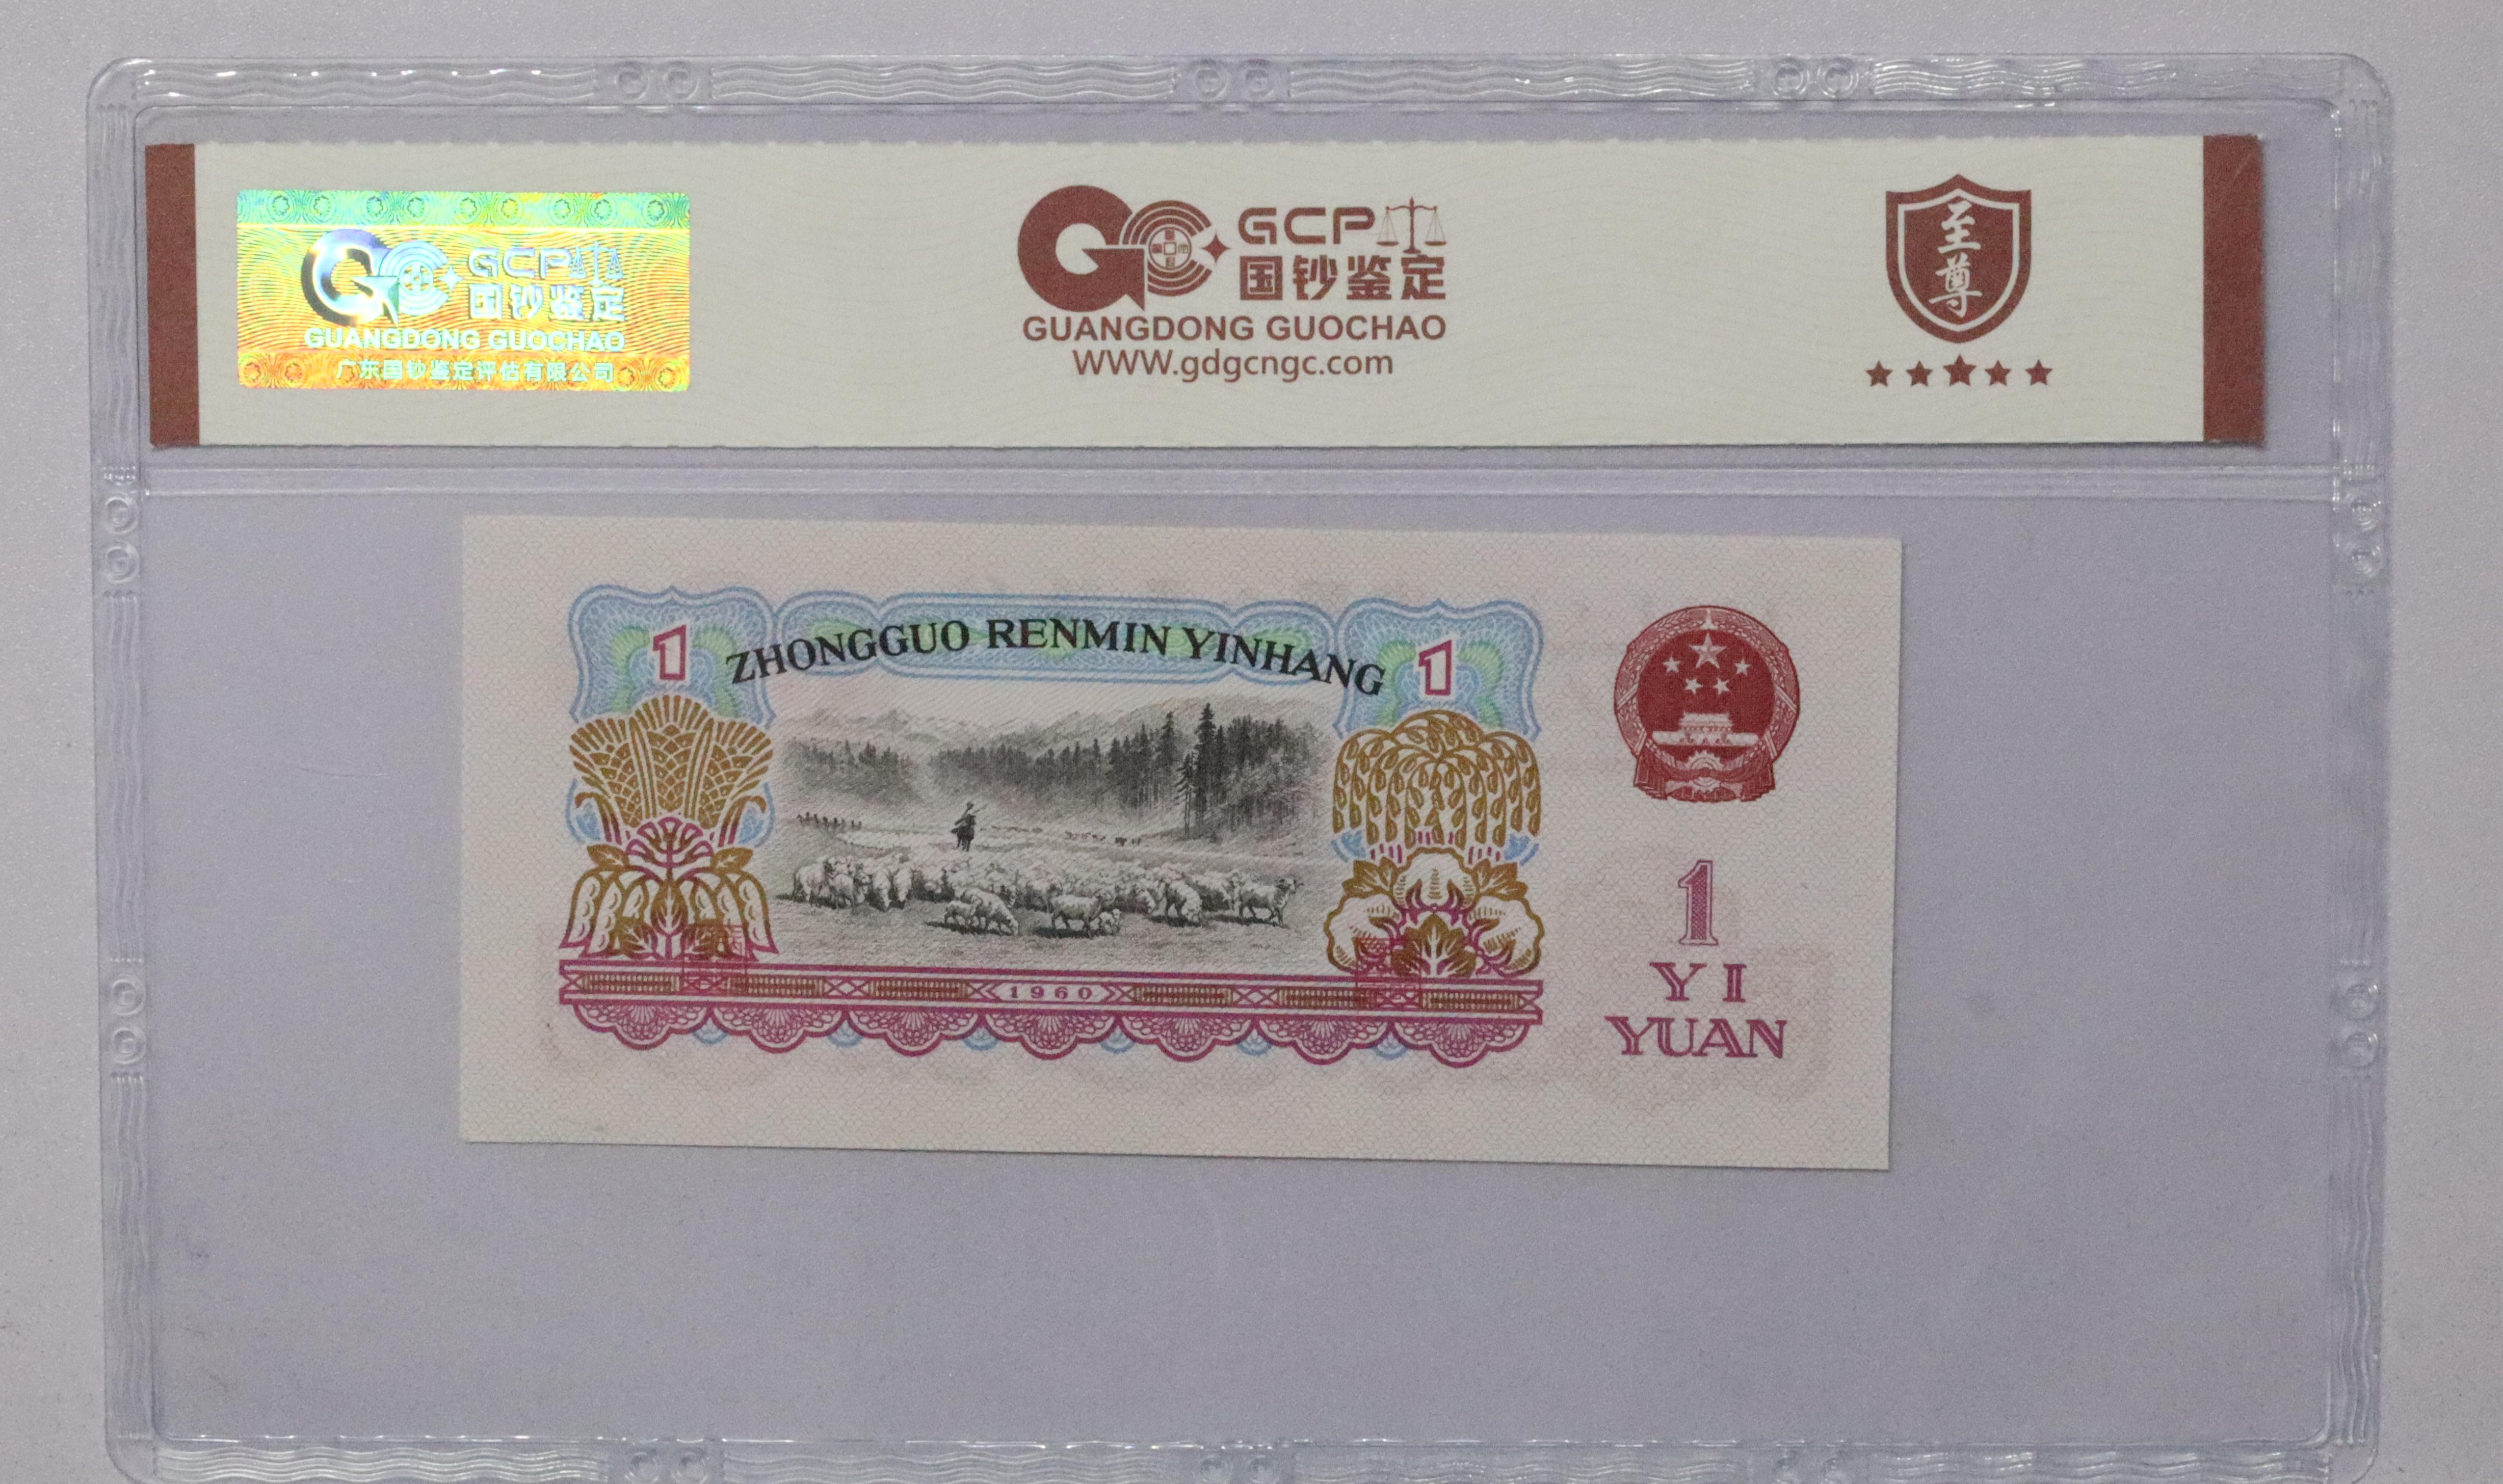 GCP
国钞鉴定
GUANGDONG GUOCHAO
广东国钞鉴定评估有限公司
GCP
国钞鉴定
GUANGDONG GUOCHAO
WWW.gdgcngc.com
至尊
1 ZHONGGUO RENMIN YINHANG 1
1960
1
YI
YUAN